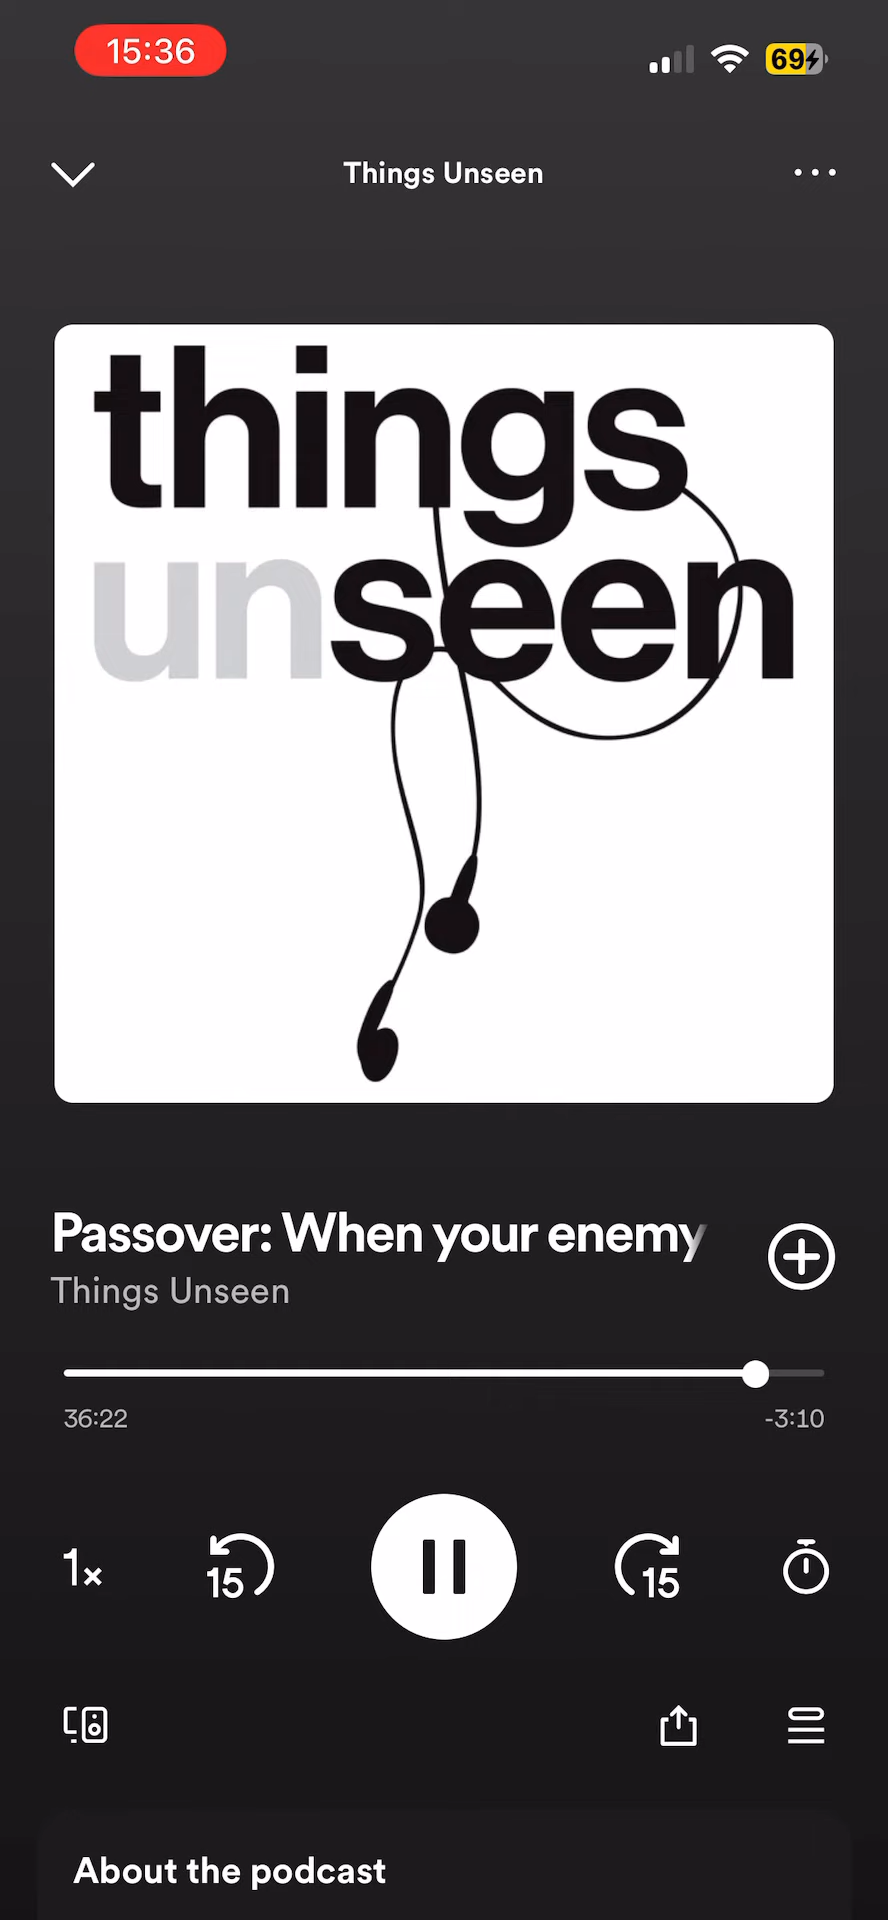 15:36
69
Things Unseen
things
unseen
Passover: When your enemy
Things Unseen
36:22
-3:10
1x
15
15
About the podcast